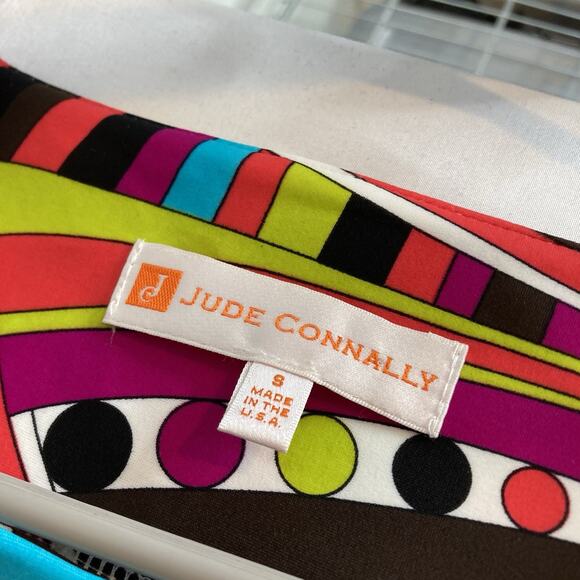 J
JUDE CONNALLY
S
MADE
IN THE
U.S.A.